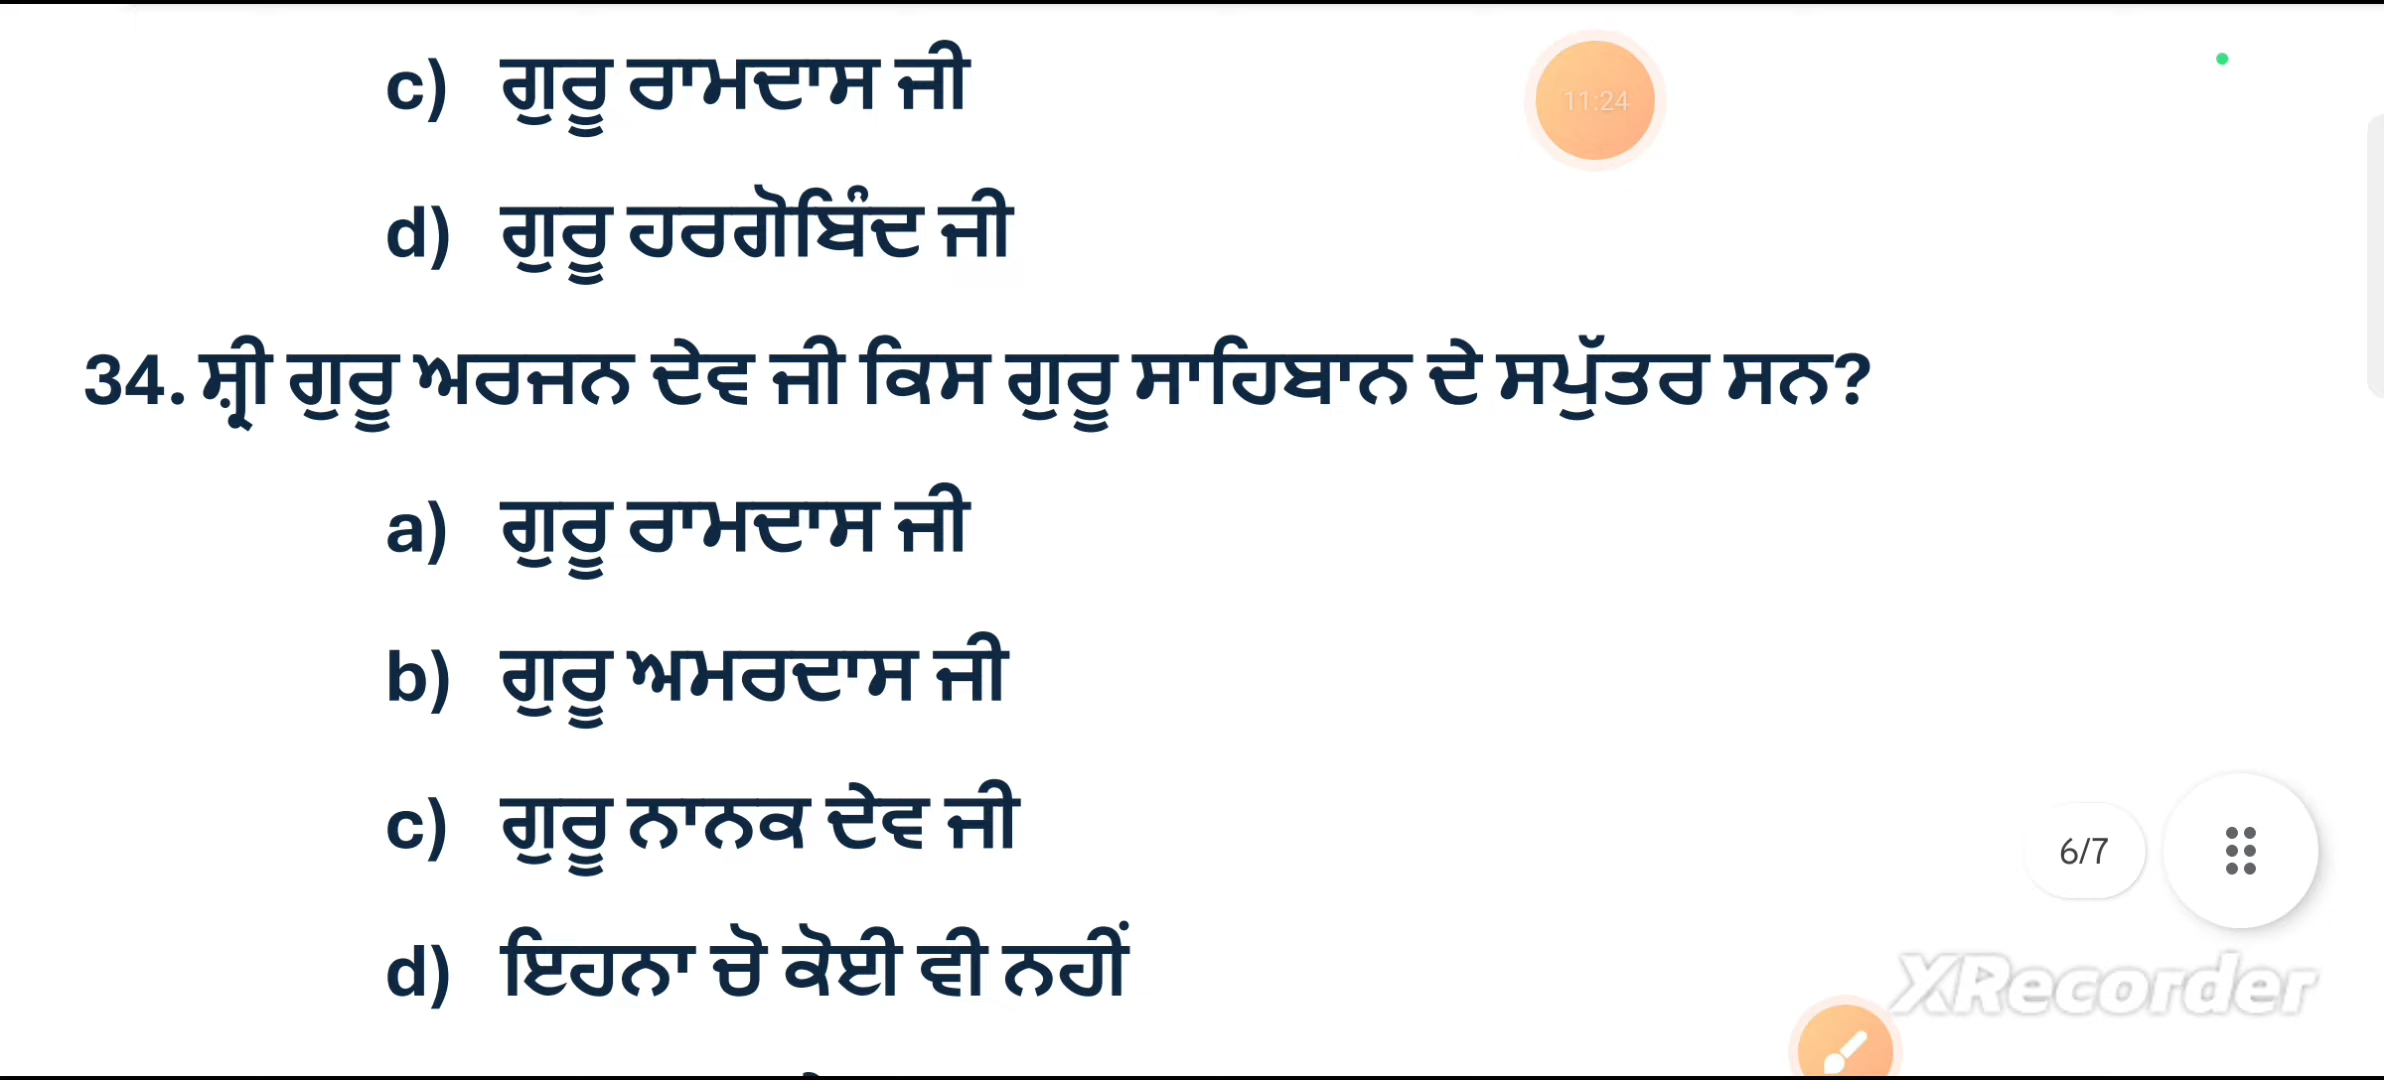 c) ਗੁਰੂ ਰਾਮਦਾਸ ਜੀ
11:24
d) ਗੁਰੂ ਹਰਗੋਬਿੰਦ ਜੀ
34. ਸ਼੍ਰੀ ਗੁਰੂ ਅਰਜਨ ਦੇਵ ਜੀ ਕਿਸ ਗੁਰੂ ਸਾਹਿਬਾਨ ਦੇ ਸਪੁੱਤਰ ਸਨ?
a) ਗੁਰੂ ਰਾਮਦਾਸ ਜੀ
b) ਗੁਰੂ ਅਮਰਦਾਸ ਜੀ
c) ਗੁਰੂ ਨਾਨਕ ਦੇਵ ਜੀ
6/7
d) ਇਹਨਾ ਚੋ ਕੋਈ ਵੀ ਨਹੀਂ
XRecorder